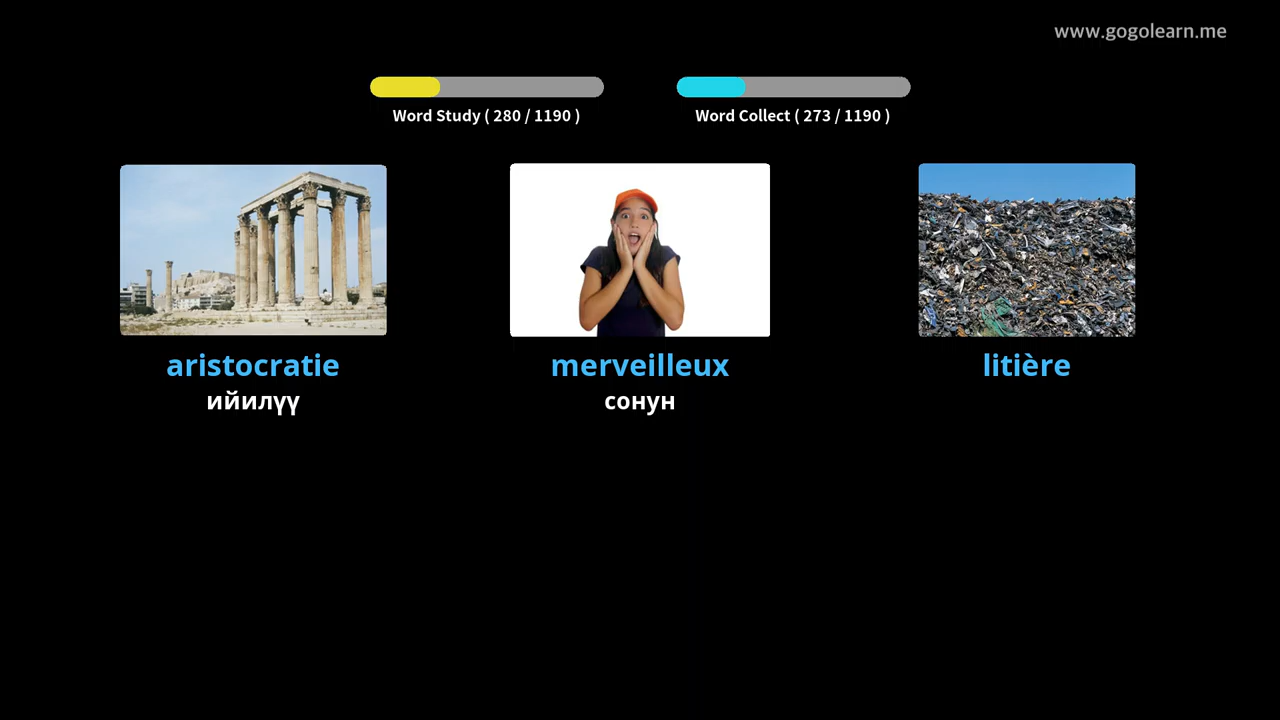 www.gogolearn.me
Word Study ( 280 / 1190 )
Word Collect ( 273 / 1190 )
aristocratie
ийилүү
merveilleux
сонун
litière